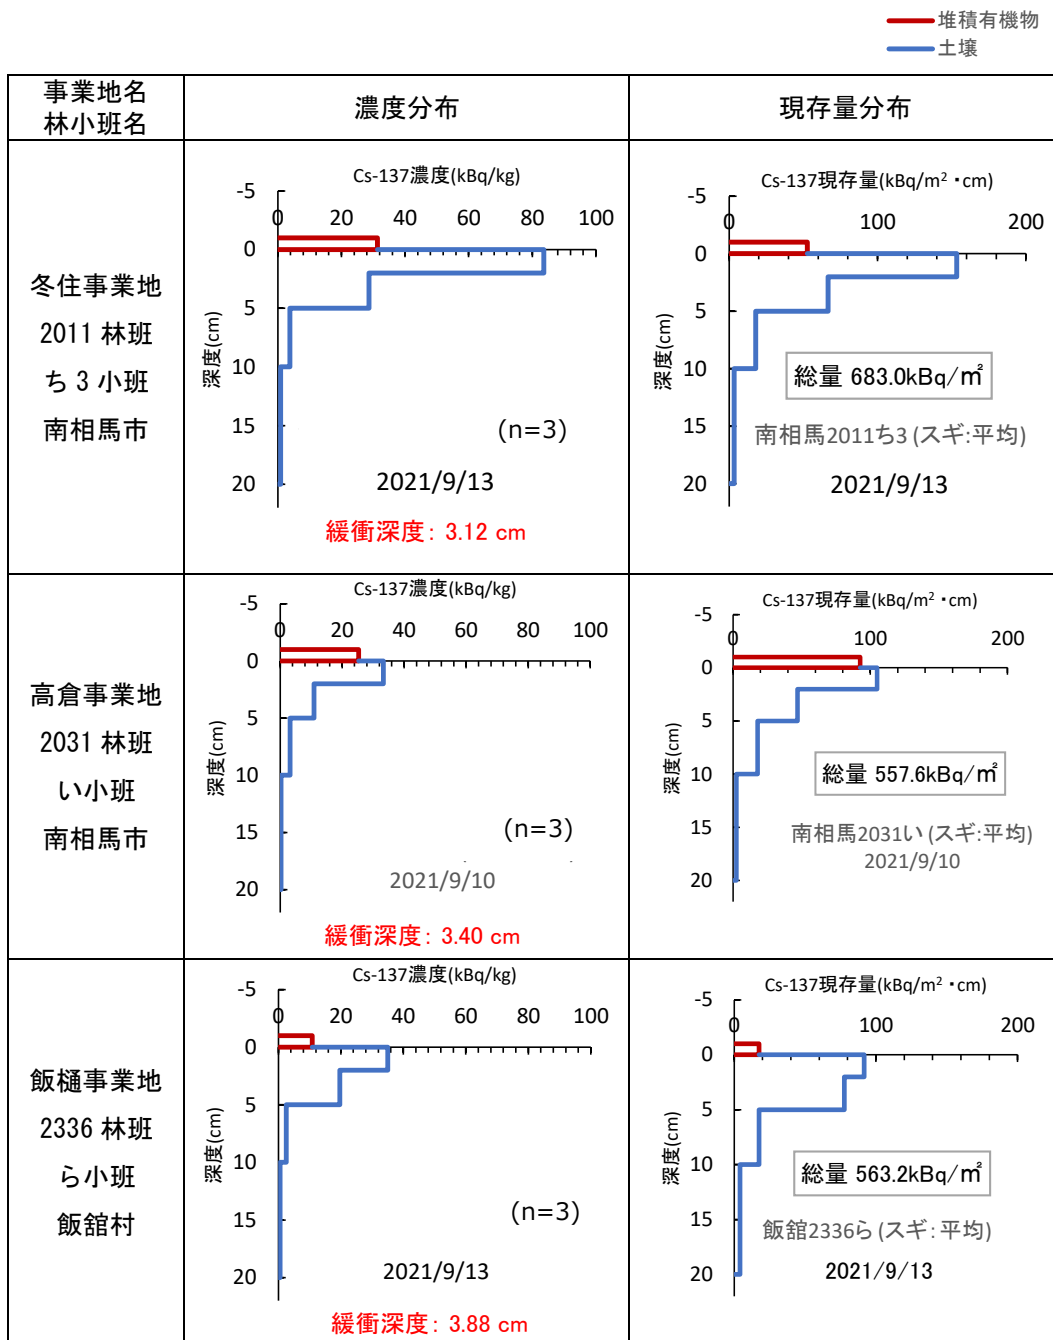 堆積有機物
土壌
事業地名
林小班名
濃度分布
現存量分布
冬住事業地
2011 林班
ち 3 小班
南相馬市
Cs-137濃度(kBq/kg)
-5
0 20 40 60 80 100
0
5
10
15
20
深度(cm)
(n=3)
2021/9/13
緩衝深度: 3.12 cm
Cs-137現存量(kBq/m²・cm)
-5
0 100 200
0
5
10
15
20
深度(cm)
総量 683.0kBq/㎡
南相馬2011ち3 (スギ:平均)
2021/9/13
高倉事業地
2031 林班
い小班
南相馬市
Cs-137濃度(kBq/kg)
-5
0 20 40 60 80 100
0
5
10
15
20
深度(cm)
(n=3)
2021/9/10
緩衝深度: 3.40 cm
Cs-137現存量(kBq/m²・cm)
-5
0 100 200
0
5
10
15
20
深度(cm)
総量 557.6kBq/㎡
南相馬2031い (スギ:平均)
2021/9/10
飯樋事業地
2336 林班
ら小班
飯舘村
Cs-137濃度(kBq/kg)
-5
0 20 40 60 80 100
0
5
10
15
20
深度(cm)
(n=3)
2021/9/13
緩衝深度: 3.88 cm
Cs-137現存量(kBq/m²・cm)
-5
0 100 200
0
5
10
15
20
深度(cm)
総量 563.2kBq/㎡
飯舘2336ら (スギ: 平均)
2021/9/13